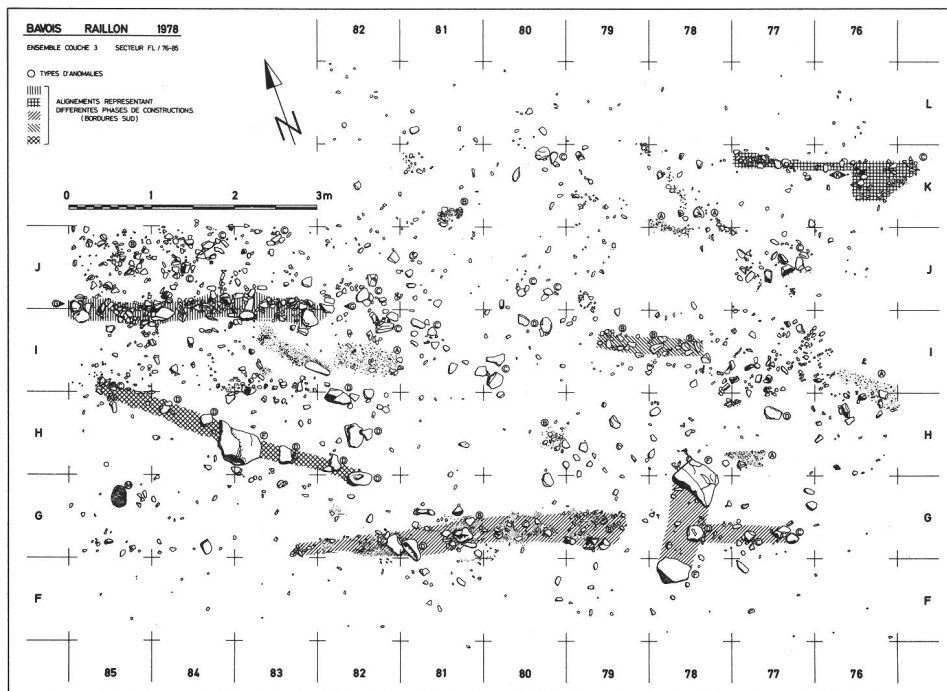 BAVOIS RAILLON 1978
ENSEMBLE COUCHE 3 SECTEUR FL / 76-85
TYPES D'ANOMALIES
ALIGNEMENTS REPRESENTANT
DIFFERENTES PHASES DE CONSTRUCTIONS
(BORDURES SUD)
N
0 1 2 3m
82 81 80 79 78 77 76
L
K K
J J
I I
H H
G G
F F
85 84 83 82 81 80 79 78 77 76